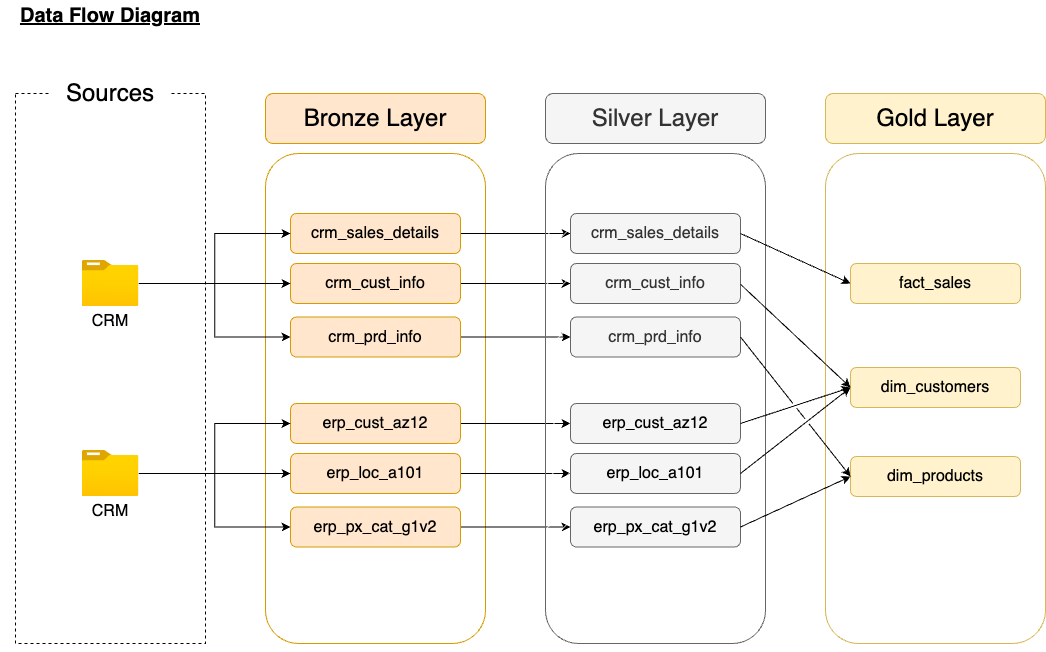 Data Flow Diagram
Sources
Bronze Layer
Silver Layer
Gold Layer
CRM
crm_sales_details
crm_cust_info
crm_prd_info
crm_sales_details
crm_cust_info
crm_prd_info
fact_sales
dim_customers
dim_products
CRM
erp_cust_az12
erp_loc_a101
erp_px_cat_g1v2
erp_cust_az12
erp_loc_a101
erp_px_cat_g1v2